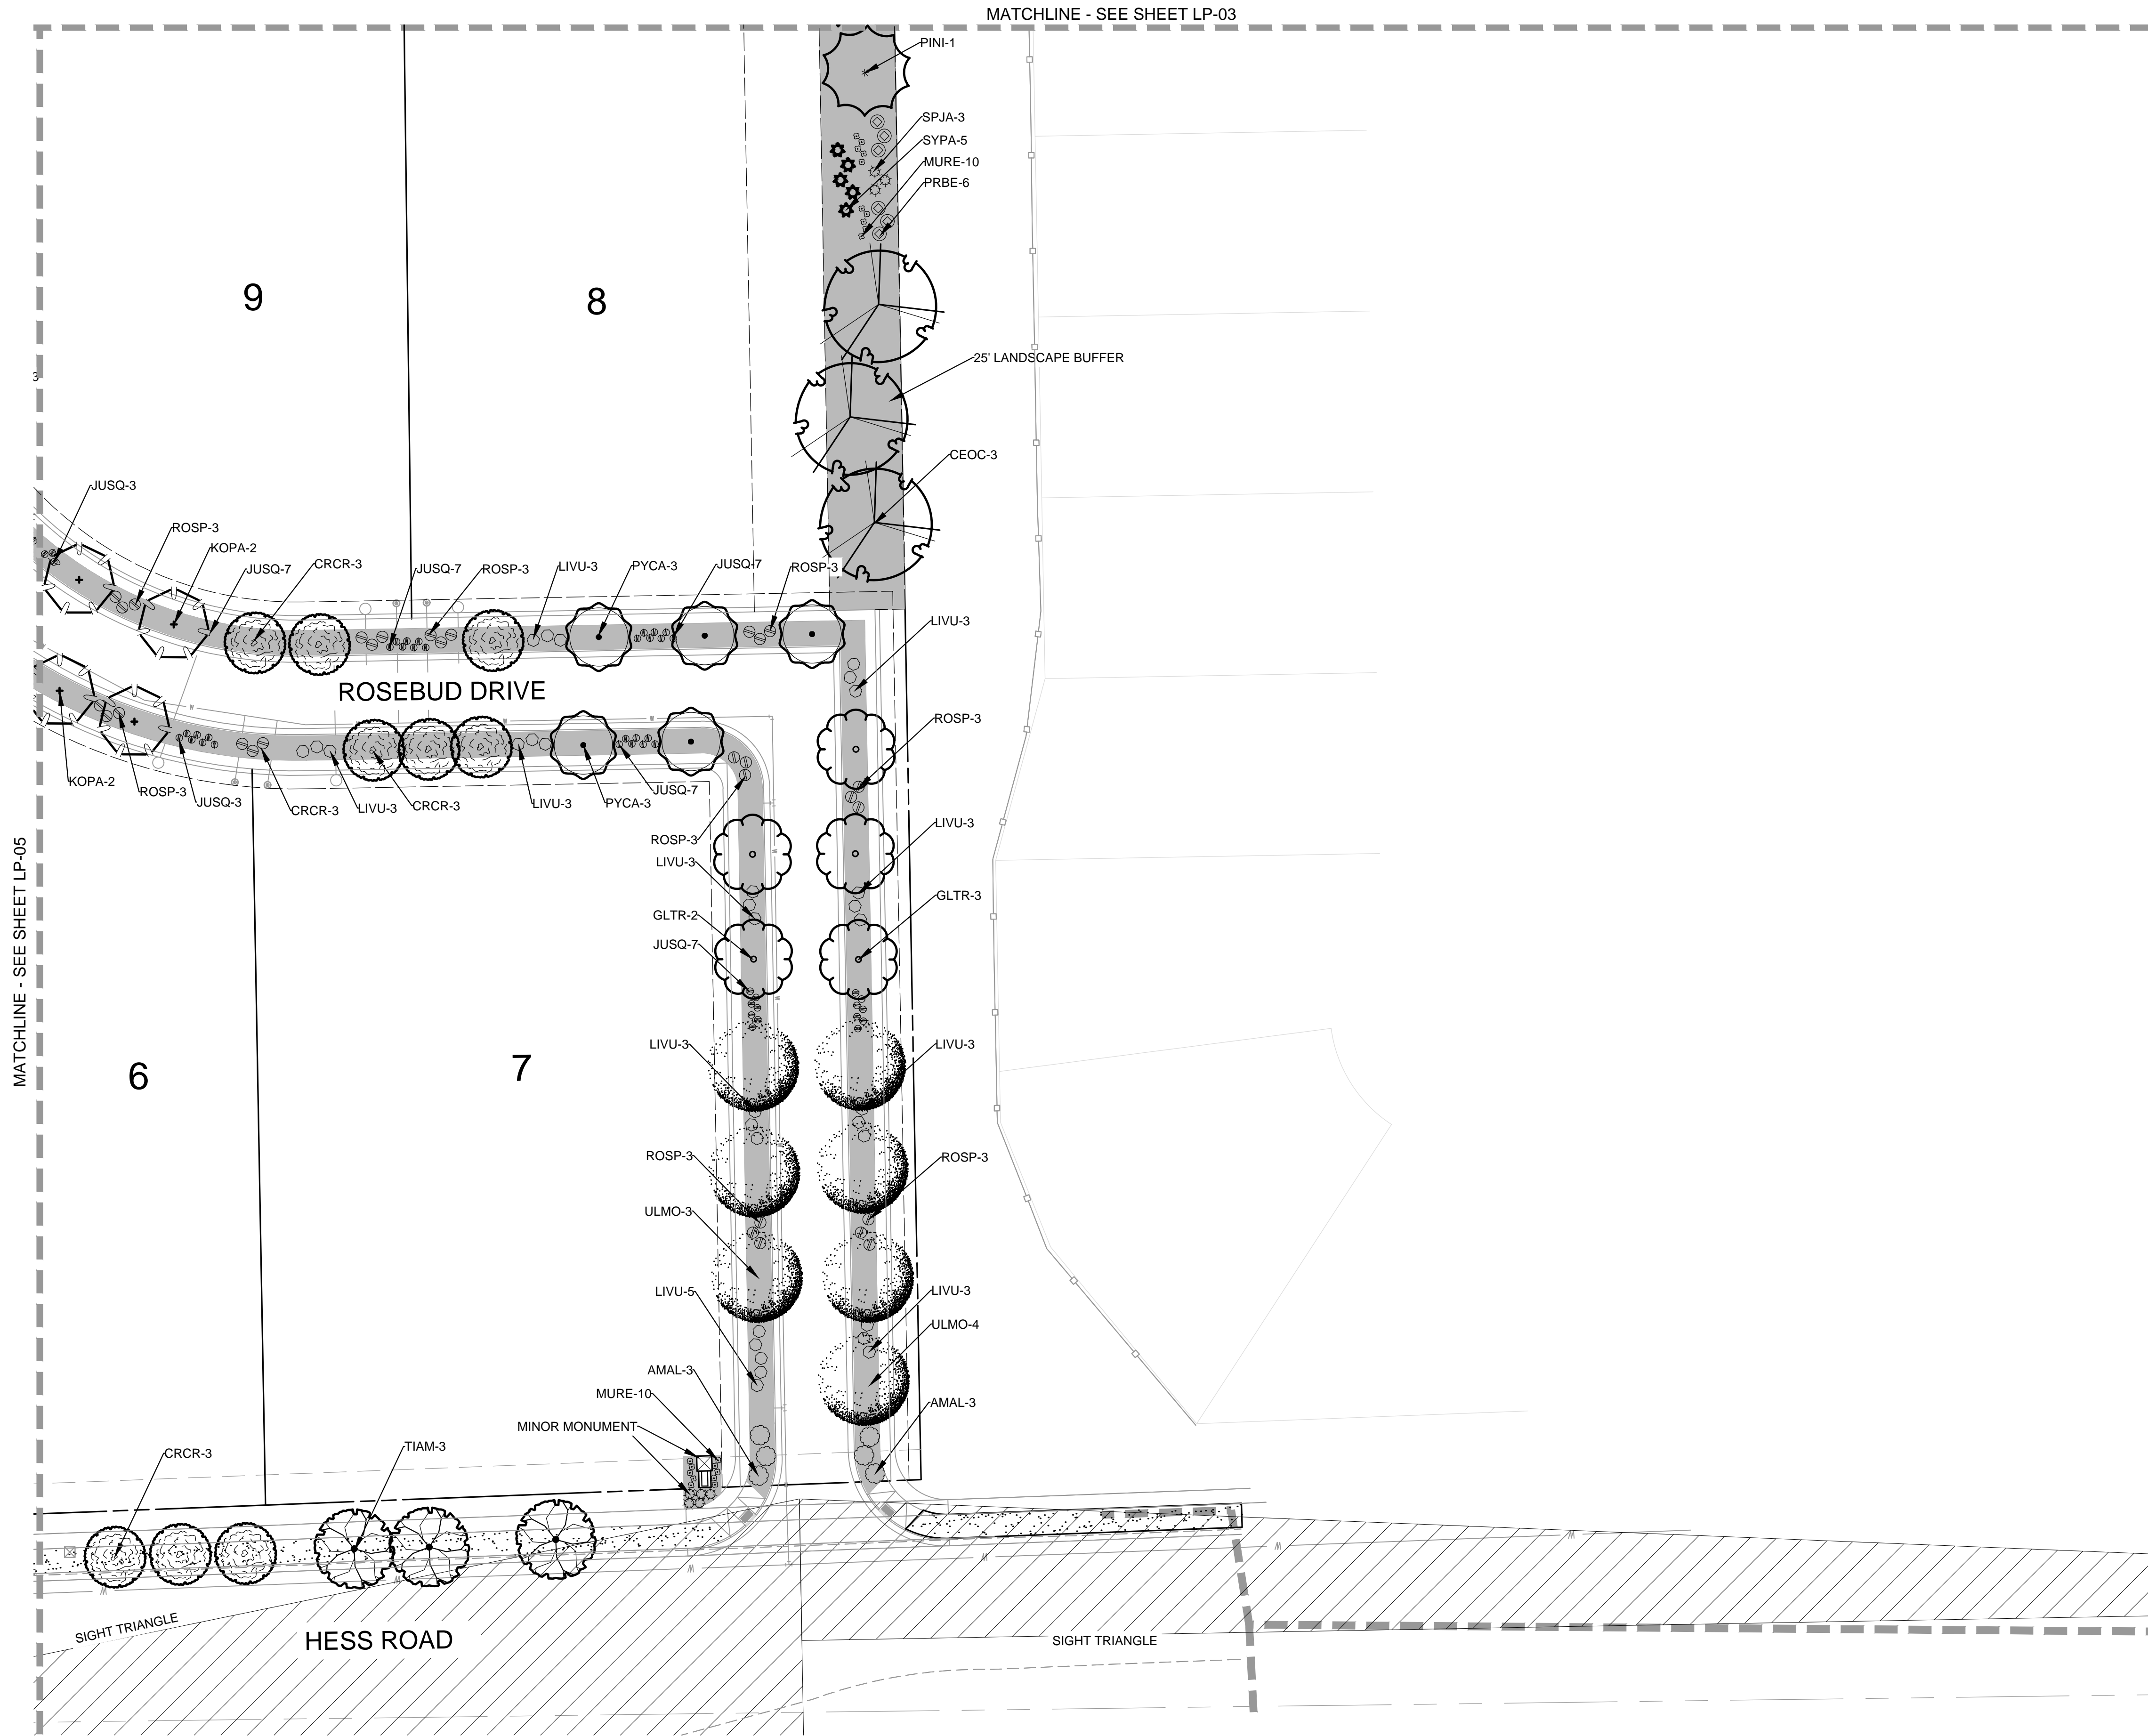 MATCHLINE - SEE SHEET LP-03
PINI-1
SPJA-3
SYPA-5
MURE-10
PRBE-6
9
8
25' LANDSCAPE BUFFER
CEOC-3
JUSQ-3
ROSP-3
KOPA-2
JUSQ-7
CRCR-3
JUSQ-7
ROSP-3
LIVU-3
PYCA-3
JUSQ-7
ROSP-3
LIVU-3
ROSEBUD DRIVE
ROSP-3
KOPA-2
ROSP-3
JUSQ-3
CRCR-3
LIVU-3
CRCR-3
LIVU-3
PYCA-3
JUSQ-7
ROSP-3
LIVU-3
LIVU-3
GLTR-3
GLTR-2
JUSQ-7
MATCHLINE - SEE SHEET LP-05
LIVU-3
LIVU-3
6
7
ROSP-3
ROSP-3
ULMO-3
LIVU-5
LIVU-3
ULMO-4
AMAL-3
MURE-10
AMAL-3
MINOR MONUMENT
CRCR-3
TIAM-3
SIGHT TRIANGLE
HESS ROAD
SIGHT TRIANGLE